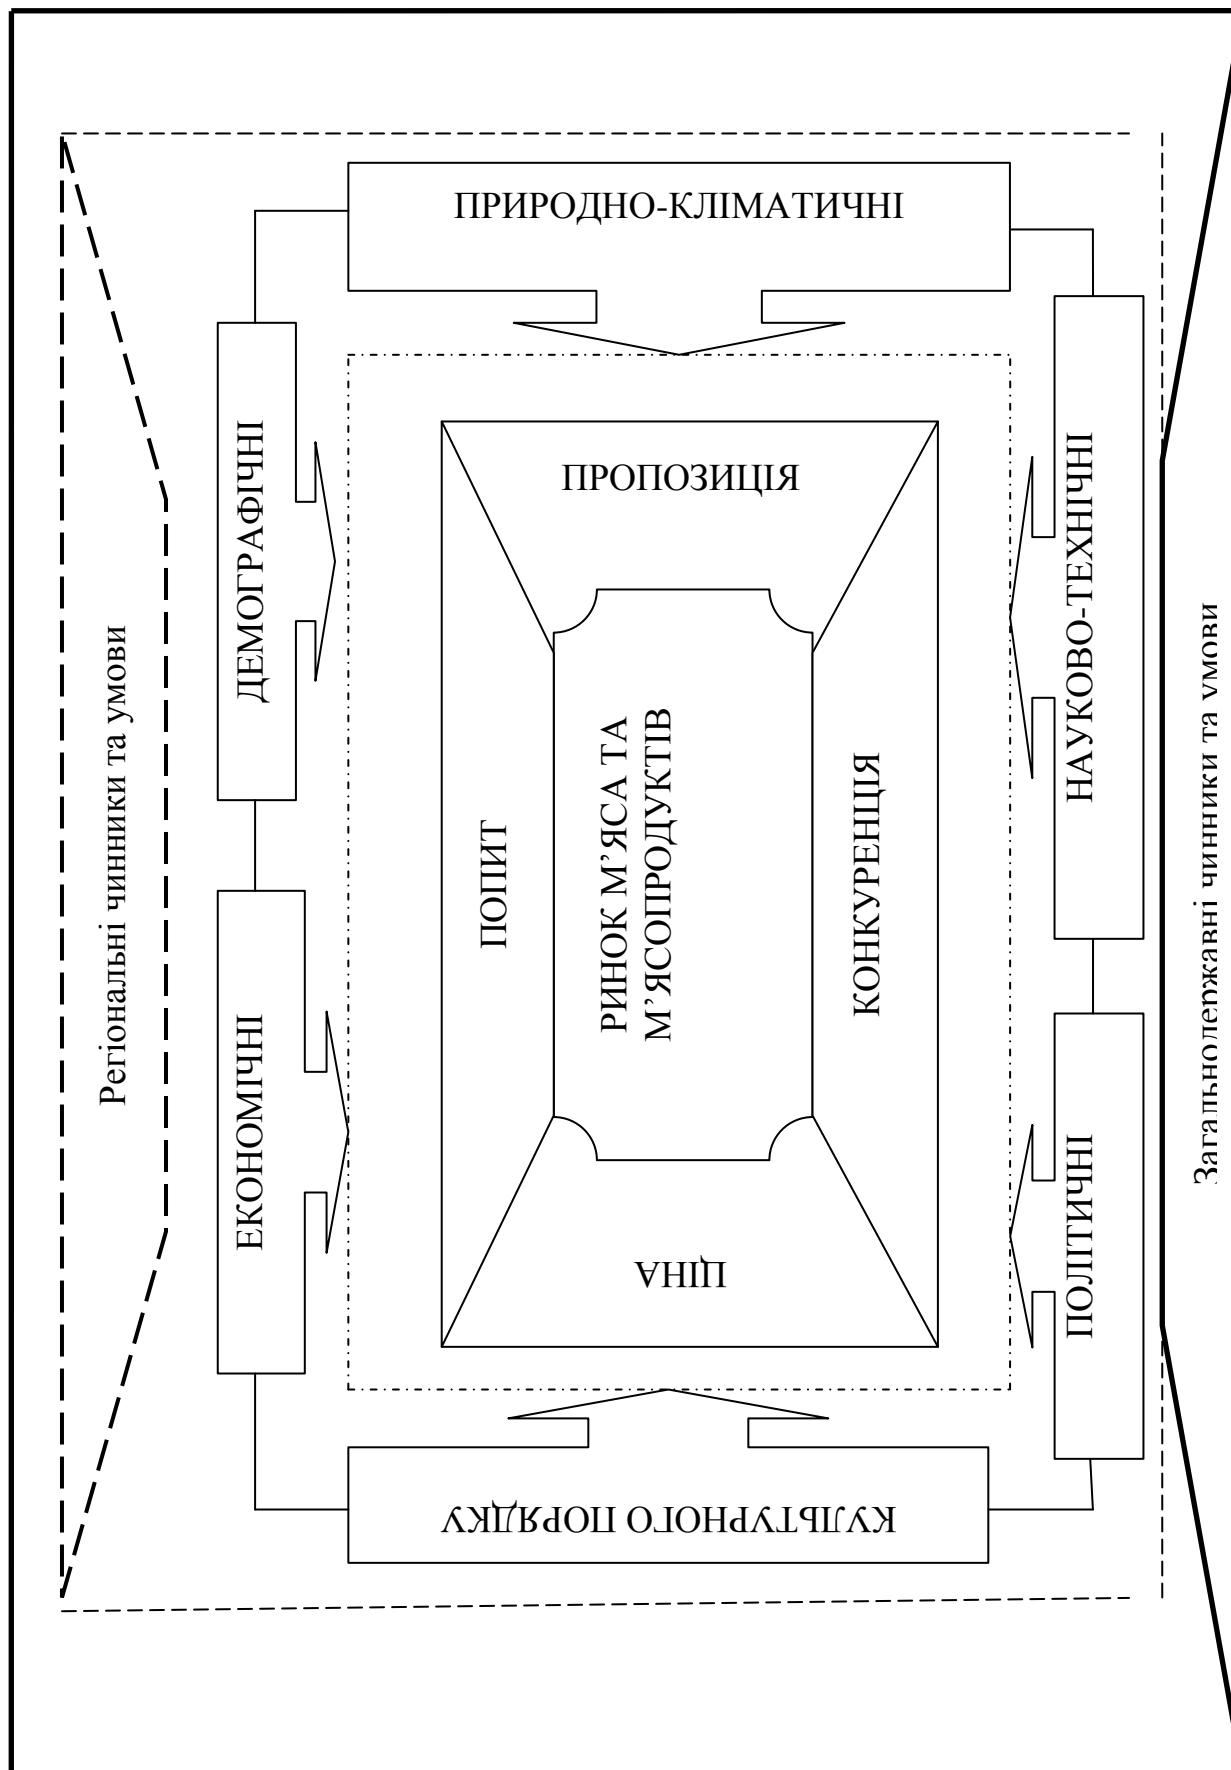 Регіональні чинники та умови
ЕКОНОМІЧНІ
ДЕМОГРАФІЧНІ
ПРИРОДНО-КЛІМАТИЧНІ
КУЛЬТУРНОГО ПОРЯДКУ
ПОПИТ
ПРОПОЗИЦІЯ
ЦІНА
РИНОК М’ЯСА ТА
М’ЯСОПРОДУКТІВ
КОНКУРЕНЦІЯ
ПОЛІТИЧНІ
НАУКОВО-ТЕХНІЧНІ
Загальнодержавні чинники та умови